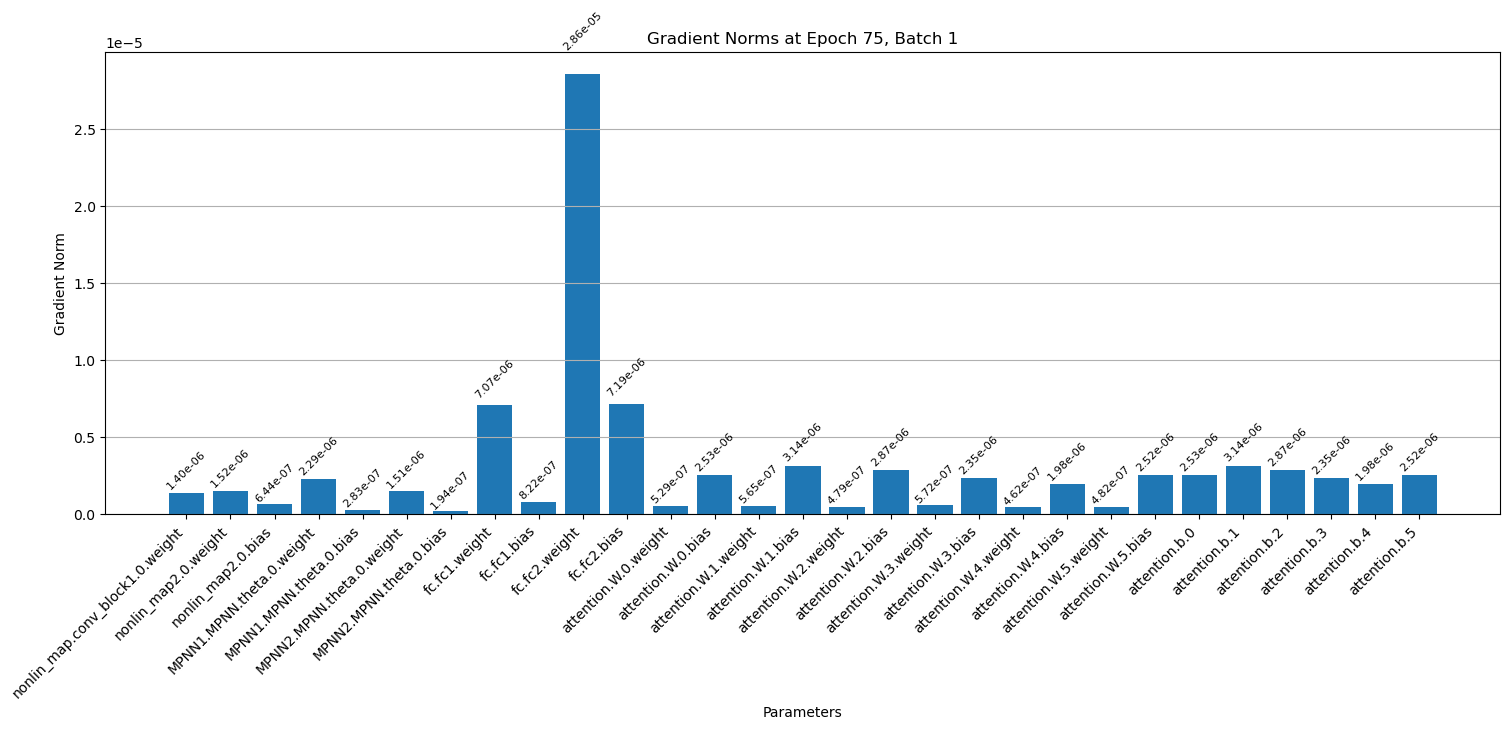 Gradient Norms at Epoch 75, Batch 1
1e−5
Gradient Norm
2.5
2.0
1.5
1.0
0.5
0.0
1.40e-06
1.52e-06
6.44e-07
2.29e-06
2.83e-07
1.51e-06
1.94e-07
7.07e-06
8.22e-07
2.86e-05
7.19e-06
5.29e-07
2.53e-06
5.65e-07
3.14e-06
4.79e-07
2.87e-06
5.72e-07
2.35e-06
4.62e-07
1.98e-06
4.82e-07
2.52e-06
2.53e-06
3.14e-06
2.87e-06
2.35e-06
1.98e-06
2.52e-06
nonlin_map.conv_block1.0.weight
nonlin_map2.0.weight
nonlin_map2.0.bias
MPNN1.MPNN.theta.0.weight
MPNN1.MPNN.theta.0.bias
MPNN2.MPNN.theta.0.weight
MPNN2.MPNN.theta.0.bias
fc.fc1.weight
fc.fc1.bias
fc.fc2.weight
fc.fc2.bias
attention.W.0.weight
attention.W.0.bias
attention.W.1.weight
attention.W.1.bias
attention.W.2.weight
attention.W.2.bias
attention.W.3.weight
attention.W.3.bias
attention.W.4.weight
attention.W.4.bias
attention.W.5.weight
attention.W.5.bias
attention.b.0
attention.b.1
attention.b.2
attention.b.3
attention.b.4
attention.b.5
Parameters